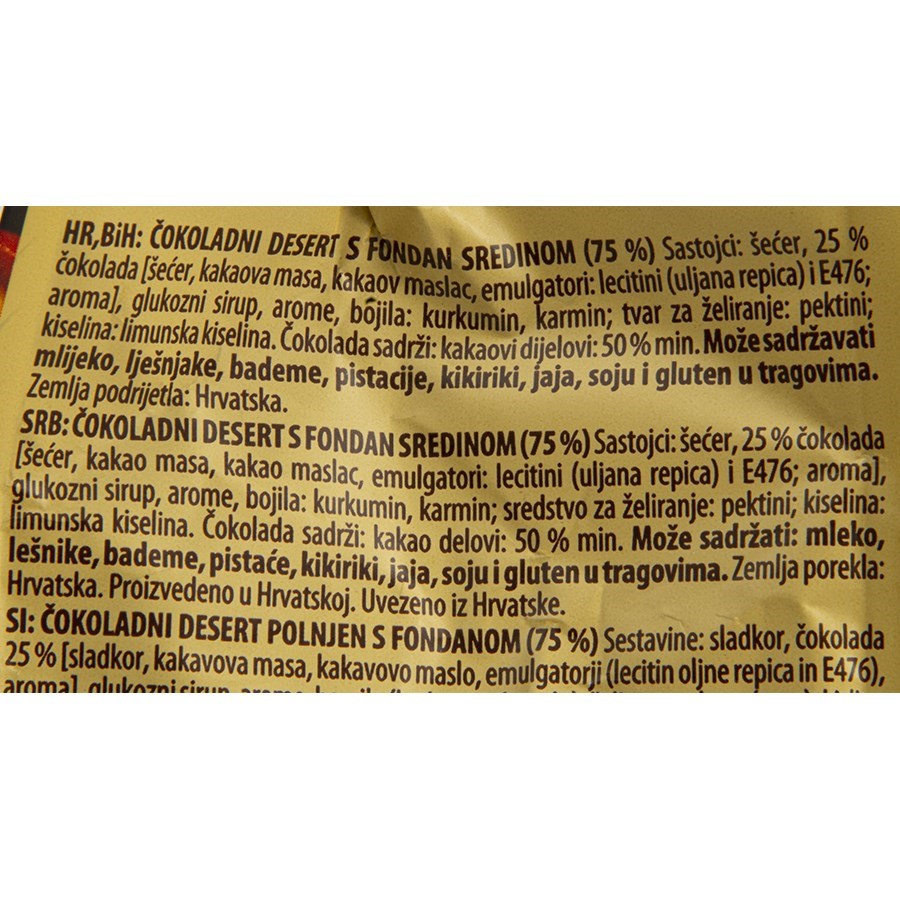 HR,BiH: ČOKOLADNI DESERT S FONDAN SREDINOM (75 %) Sastojci: šećer, 25 %
čokolada [šećer, kakaova masa, kakaov maslac, emulgatori: lecitini (uljana repica) i E476;
aroma], glukozni sirup, arome, bojila: kurkumin, karmin; tvar za želiranje: pektini;
kiselina: limunska kiselina. Čokolada sadrži: kakaovi dijelovi: 50 % min. Može sadržavati
mlijeko, lješnjake, bademe, pistacije, kikiriki, jaja, soju i gluten u tragovima.
Zemlja podrijetla: Hrvatska.
SRB: ČOKOLADNI DESERT S FONDAN SREDINOM (75 %) Sastojci: šećer, 25 % čokolada
[šećer, kakao masa, kakao maslac, emulgatori: lecitini (uljana repica) i E476; aroma],
glukozni sirup, arome, bojila: kurkumin, karmin; sredstvo za želiranje: pektini; kiselina:
limunska kiselina. Čokolada sadrži: kakao delovi: 50 % min. Može sadržati: mleko,
lešnike, bademe, pistaće, kikiriki, jaja, soju i gluten u tragovima. Zemlja porekla:
Hrvatska. Proizvedeno u Hrvatskoj. Uvezeno iz Hrvatske.
SI: ČOKOLADNI DESERT POLNJEN S FONDANOM (75 %) Sestavine: sladkor, čokolada
25 % [sladkor, kakavova masa, kakavovo maslo, emulgatorji (lecitin oljne repica in E476),
aroma], glukozni sirup